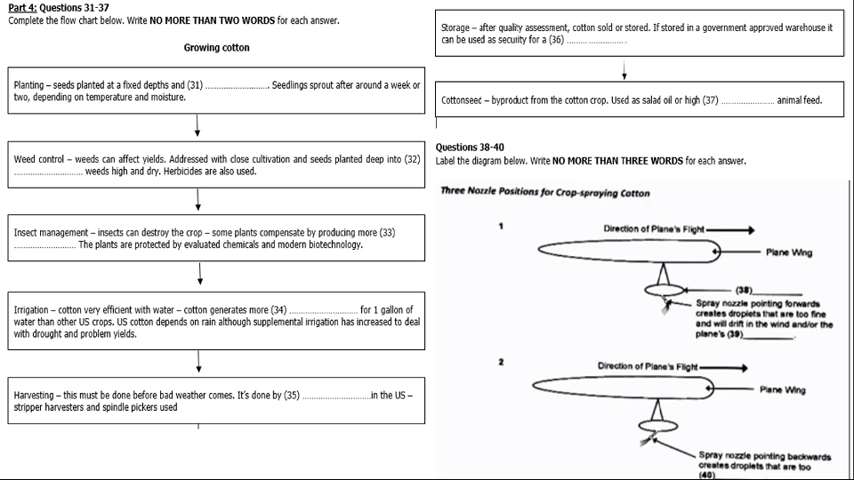 Part 4: Questions 31-37
Complete the flow chart below. Write NO MORE THAN TWO WORDS for each answer.
Growing cotton
Planting – seeds planted at a fixed depths and (31) ........................ Seedlings sprout after around a week or
two, depending on temperature and moisture.
Weed control – weeds can affect yields. Addressed with close cultivation and seeds planted deep into (32)
........................ weeds high and dry. Herbicides are also used.
Insect management – insects can destroy the crop – some plants compensate by producing more (33)
........................ The plants are protected by evaluated chemicals and modern biotechnology.
Irrigation – cotton very efficient with water – cotton generates more (34) ........................ for 1 gallon of
water than other US crops. US cotton depends on rain although supplemental irrigation has increased to deal
with drought and problem yields.
Harvesting – this must be done before bad weather comes. It's done by (35) ........................in the US –
stripper harvesters and spindle pickers used
Storage – after quality assessment, cotton sold or stored. If stored in a government approved warehouse it
can be used as security for a (36) ........................
Cottonseed – byproduct from the cotton crop. Used as salad oil or high (37) .................. animal feed.
Questions 38-40
Label the diagram below. Write NO MORE THAN THREE WORDS for each answer.
Three Nozzle Positions for Crop-spraying Cotton
1
Direction of Plane's Flight
Plane Wing
(38)__________
Spray nozzle pointing forwards
creates droplets that are too fine
and will drift in the wind and/or the
plane's (39)__________.
2
Direction of Plane's Flight
Plane Wing
Spray nozzle pointing backwards
creates droplets that are too
(40)__________